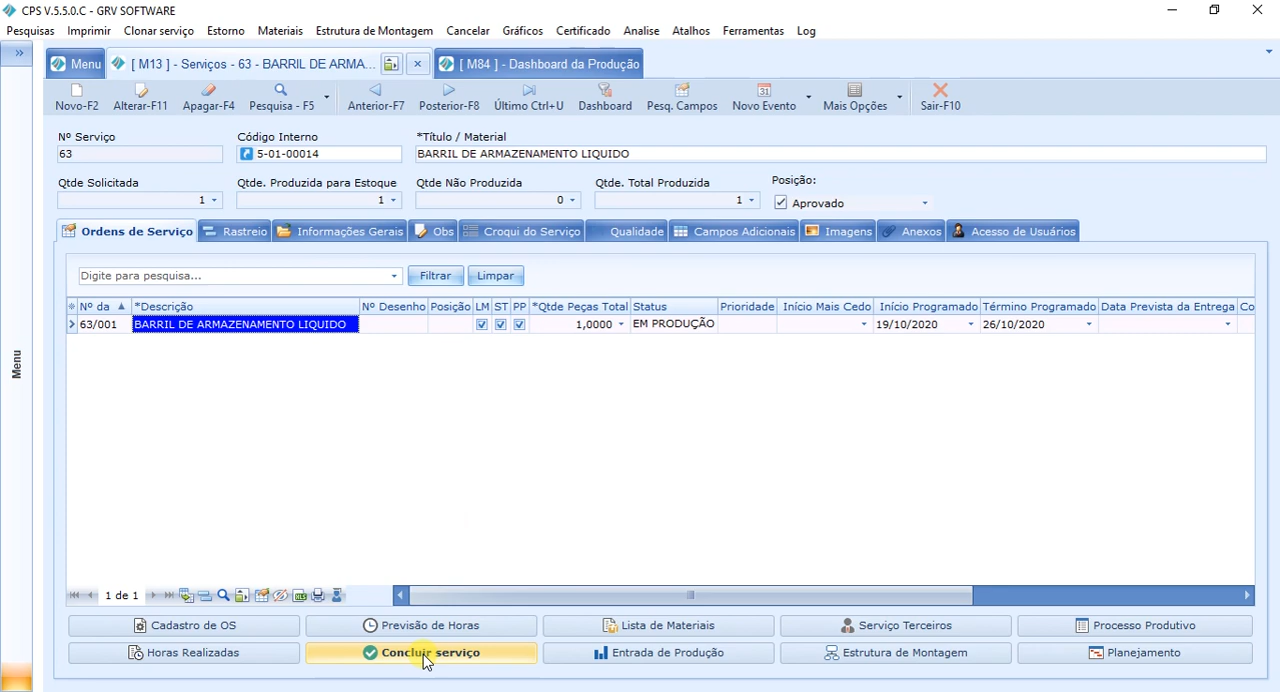 CPS V.5.5.0.C - GRV SOFTWARE
Pesquisas Imprimir Clonar serviço Estorno Materiais Estrutura de Montagem Cancelar Gráficos Certificado Analise Atalhos Ferramentas Log
» Menu [ M13 ] - Serviços - 63 - BARRIL DE ARMA... [ M84 ] - Dashboard da Produção
Novo-F2 Alterar-F11 Apagar-F4 Pesquisa - F5 Anterior-F7 Posterior-F8 Último Ctrl+U Dashboard Pesq. Campos Novo Evento Mais Opções Sair-F10
Nº Serviço Código Interno *Título / Material
63 5-01-00014 BARRIL DE ARMAZENAMENTO LIQUIDO
Qtde Solicitada Qtde. Produzida para Estoque Qtde Não Produzida Qtde. Total Produzida Posição:
1 1 0 1 Aprovado
Ordens de Serviço Rastreio Informações Gerais Obs Croqui do Serviço Qualidade Campos Adicionais Imagens Anexos Acesso de Usuários
Digite para pesquisa... Filtrar Limpar
Nº da *Descrição Nº Desenho Posição LM ST PP *Qtde Peças Total Status Prioridade Início Mais Cedo Início Programado Término Programado Data Prevista da Entrega Co
63/001 BARRIL DE ARMAZENAMENTO LIQUIDO 1,0000 EM PRODUÇÃO 19/10/2020 26/10/2020
Menu
1 de 1
Cadastro de OS Previsão de Horas Lista de Materiais Serviço Terceiros Processo Produtivo
Horas Realizadas Concluir serviço Entrada de Produção Estrutura de Montagem Planejamento